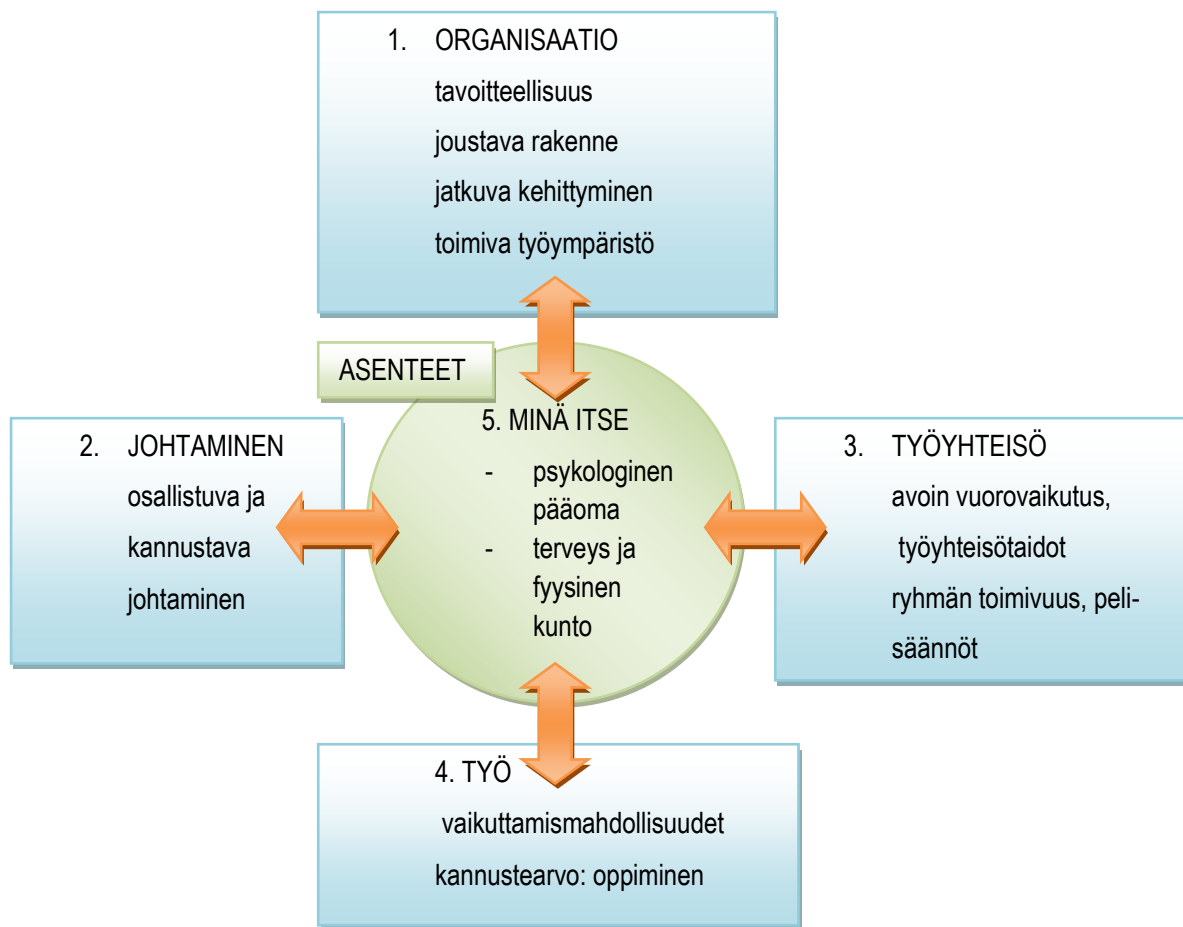 1. ORGANISAATIO
tavoitteellisuus
joustava rakenne
jatkuva kehittyminen
toimiva työympäristö
ASENTEET
2. JOHTAMINEN
osallistuva ja
kannustava
johtaminen
5. MINÄ ITSE
- psykologinen
pääoma
- terveys ja
fyysinen
kunto
3. TYÖYHTEISÖ
avoin vuorovaikutus,
työyhteisötaidot
ryhmän toimivuus, peli-
säännöt
4. TYÖ
vaikuttamismahdollisuudet
kannustearvo: oppiminen